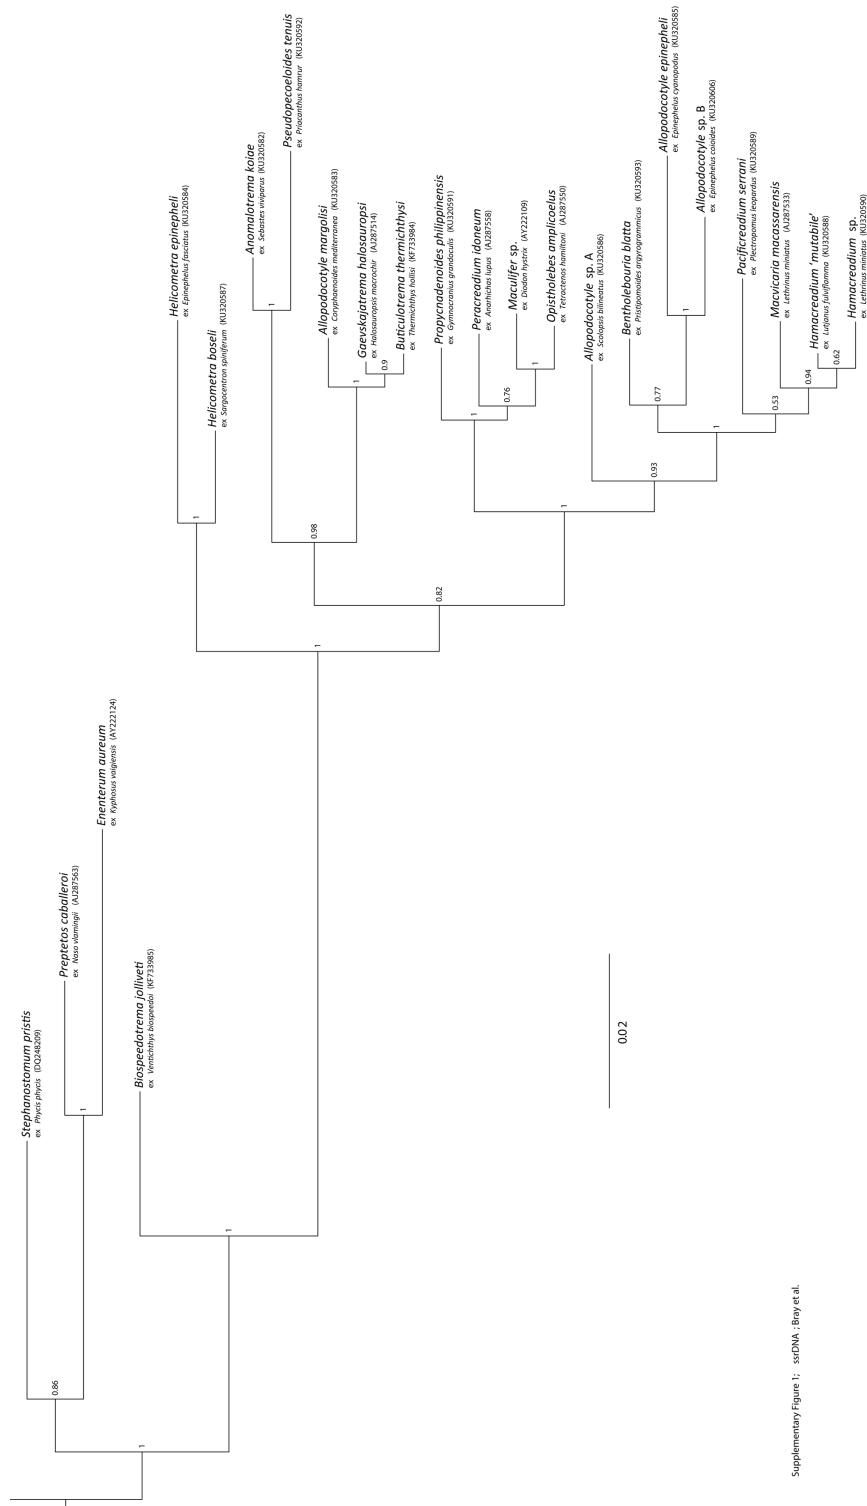 Stephanostomum pristis
ex Phycis phycis (DQ248209)
0.86
Preptetos caballeroi
ex Naso vlamingii (AJ287563)
1
Enenterum aureum
ex Kyphosus vaigiensis (AY222124)
1
Biospeedotrema jolliveti
ex Ventichthys biospeedoi (KF733985)
1
Helicometra epinepheli
ex Epinephelus fasciatus (KU320584)
1
Helicometra boseli
ex Sargocentron spiniferum (KU320587)
1
Anomalotrema koiae
ex Sebastes viviparus (KU320582)
1
Pseudopecoeloides tenuis
ex Priacanthus hamrur (KU320592)
0.98
Allopodocotyle margolisi
ex Coryphaenoides mediterranea (KU320583)
1
Gaevskajatrema halosauropsi
ex Halosauropsis macrochir (AJ287514)
0.9
Buticulotrema thermichthysi
ex Thermichthys hollisi (KF733984)
0.82
Propycnadenoides philippinensis
ex Gymnocranius grandoculis (KU320591)
1
Peracreadium idoneum
ex Anarhichas lupus (AJ287558)
0.76
Maculifer sp.
ex Diodon hystrix (AY222109)
1
Opistholebes amplicoelus
ex Tetractenos hamiltoni (AJ287550)
1
Allopodocotyle sp. A
ex Scolopsis bilineatus (KU320586)
0.93
Bentholebouria blatta
ex Pristipomoides argyrogrammicus (KU320593)
0.77
Allopodocotyle epinepheli
ex Epinephelus cyanopodus (KU320585)
1
Allopodocotyle sp. B
ex Epinephelus coioides (KU320606)
1
Pacificreadium serrani
ex Plectropomus leopardus (KU320589)
0.53
Macvicaria macassarensis
ex Lethrinus miniatus (AJ287533)
0.94
Hamacreadium ‘mutabile’
ex Lutjanus fulviflamma (KU320588)
0.62
Hamacreadium sp.
ex Lethrinus miniatus (KU320590)
0.02
Supplementary Figure 1; ssrDNA ; Bray et al.